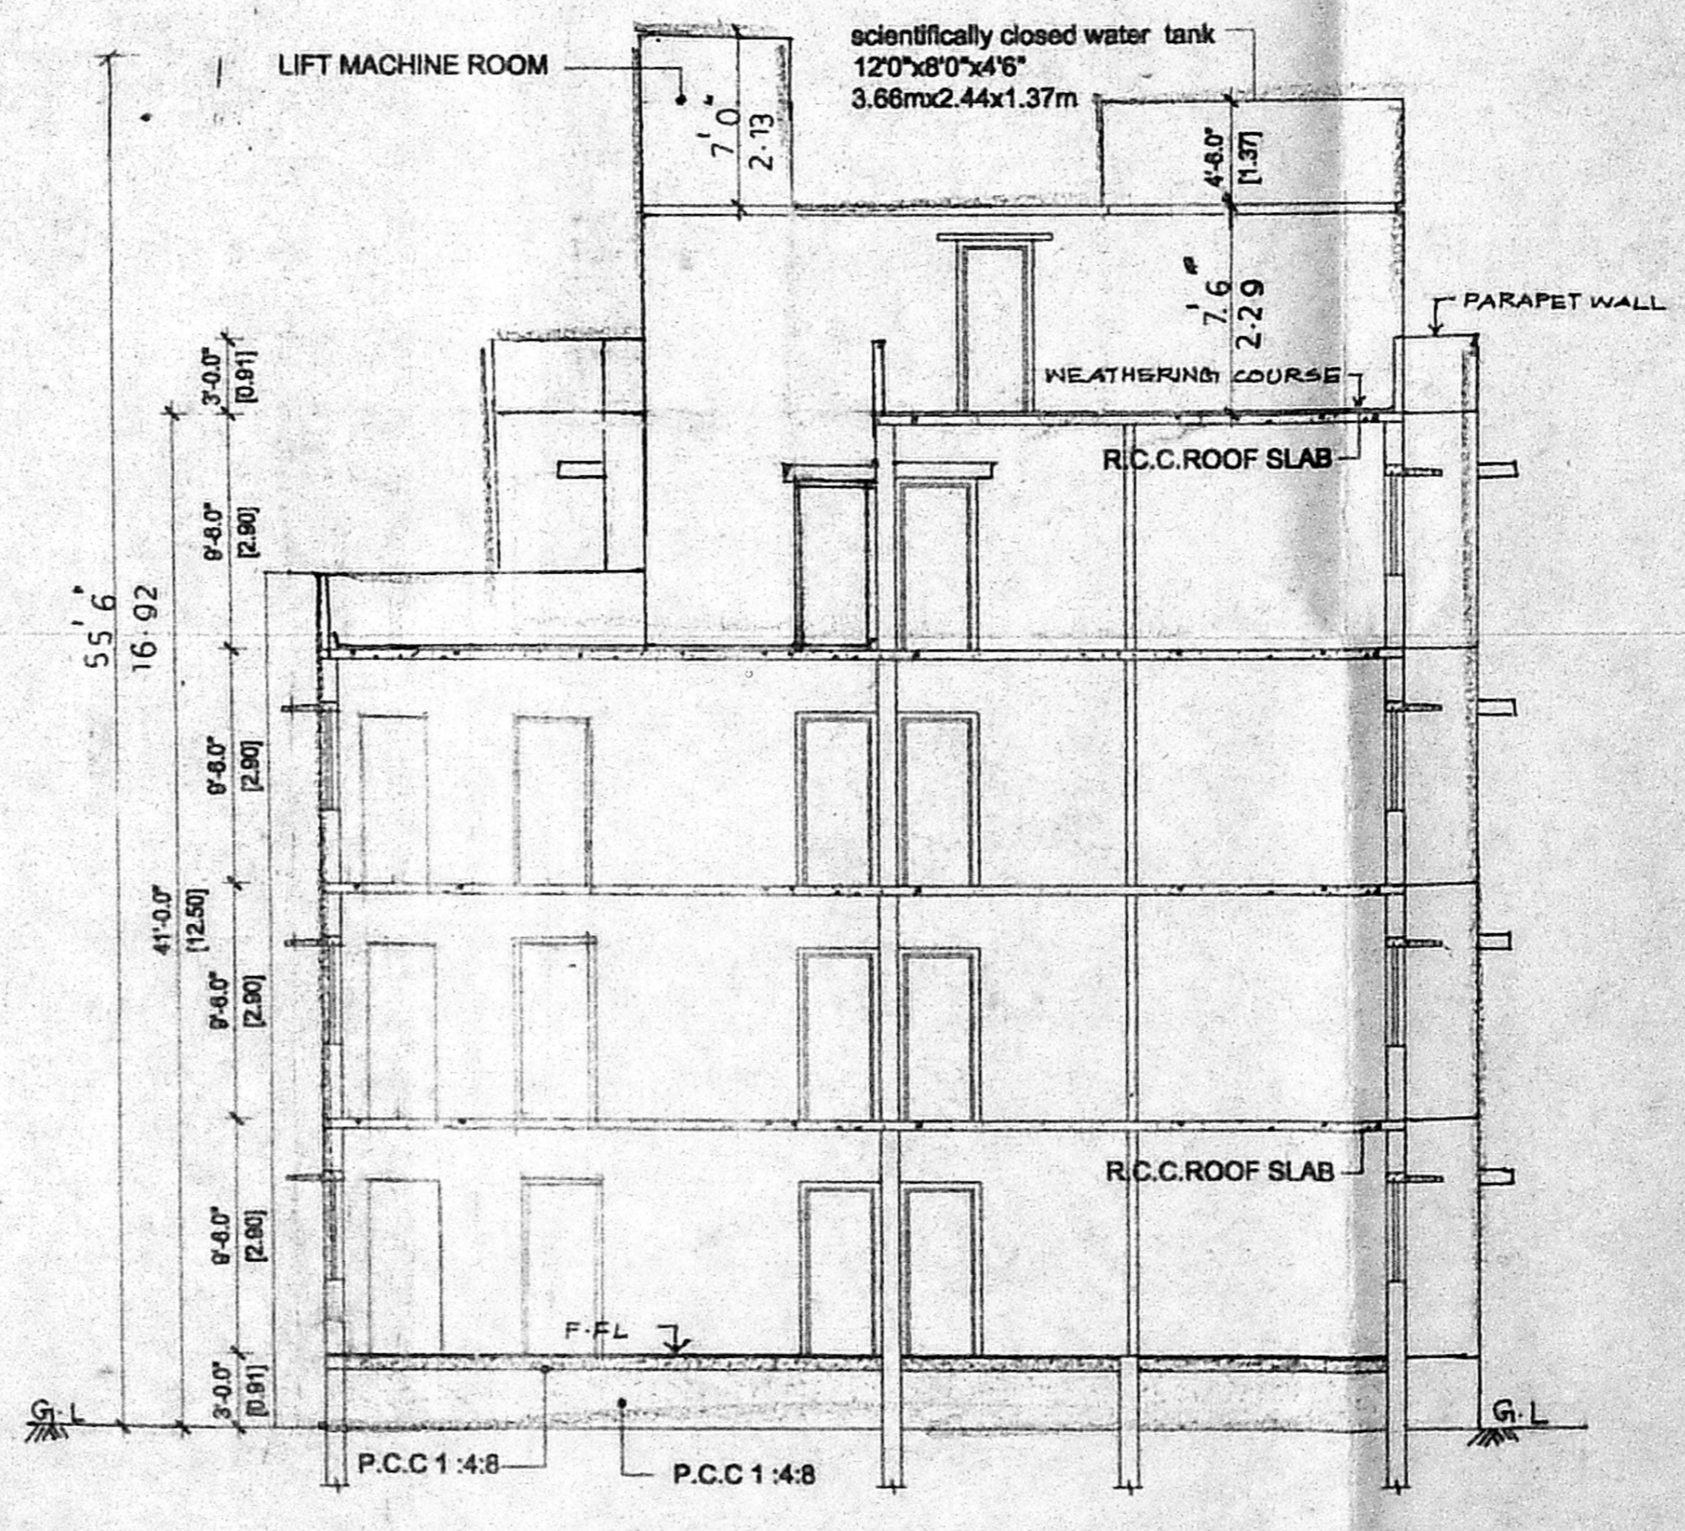 LIFT MACHINE ROOM
scientifically closed water tank
12'0"x8'0"x4'6"
3.66mx2.44x1.37m
7'0"
2·13
4'-6.0"
[1.37]
7'.6"
2·29
PARAPET WALL
WEATHERING COURSE
R.C.C.ROOF SLAB
3'-0.0"
[0.91]
9'-6.0"
[2.90]
55'6"
16·92
9'-6.0"
[2.90]
41'-0.0"
[12.50]
9'-6.0"
[2.90]
R.C.C.ROOF SLAB
9'-6.0"
[2.90]
F·FL
3'-0.0"
[0.91]
G.L
G.L
P.C.C 1:4:8
P.C.C 1:4:8